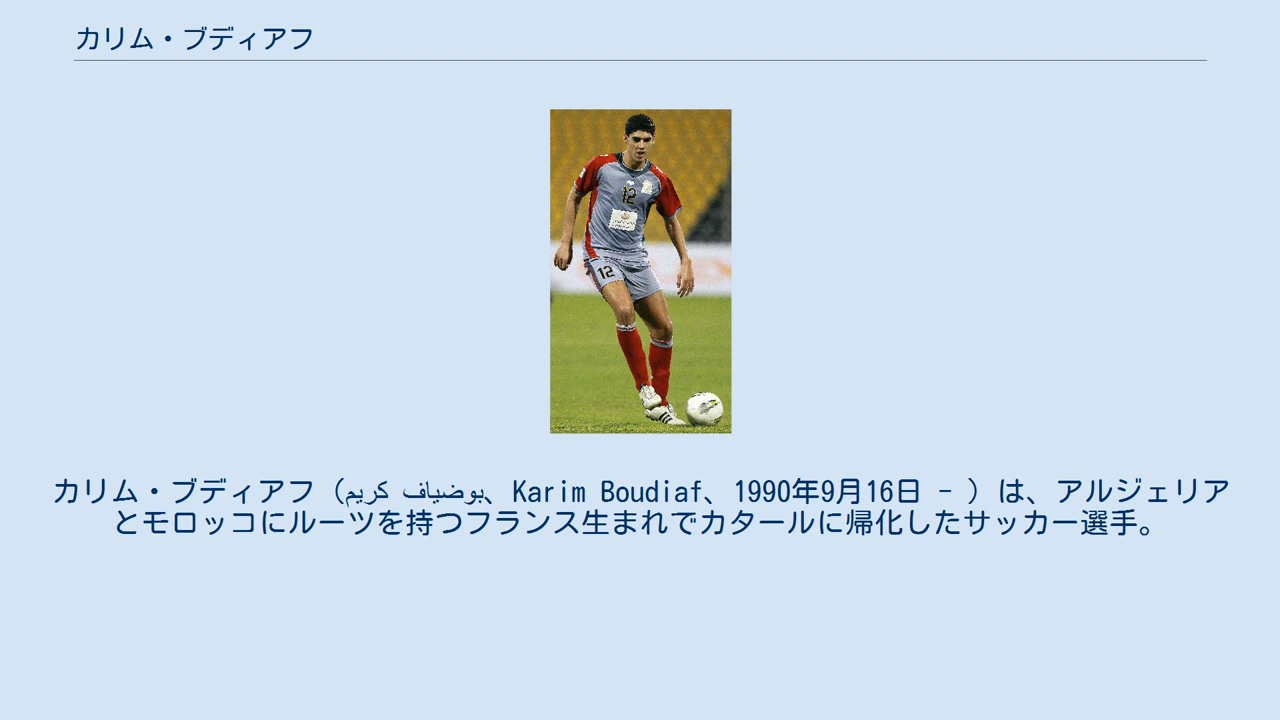 カリム・ブディアフ
12
12
カリム・ブディアフ（بوضياف كريم、Karim Boudiaf、1990年9月16日 - ）は、アルジェリア
とモロッコにルーツを持つフランス生まれでカタールに帰化したサッカー選手。